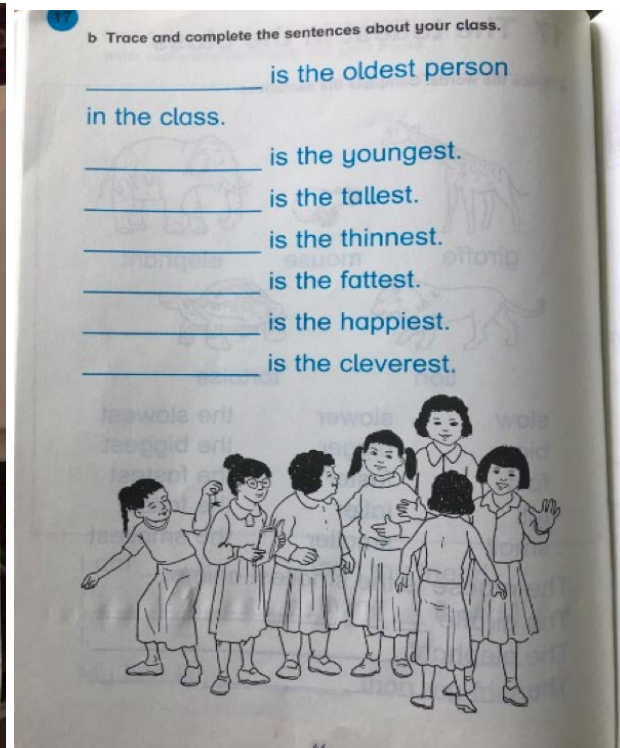 17
b Trace and complete the sentences about your class.
is the oldest person
in the class.
is the youngest.
is the tallest.
is the thinnest.
is the fattest.
is the happiest.
is the cleverest.